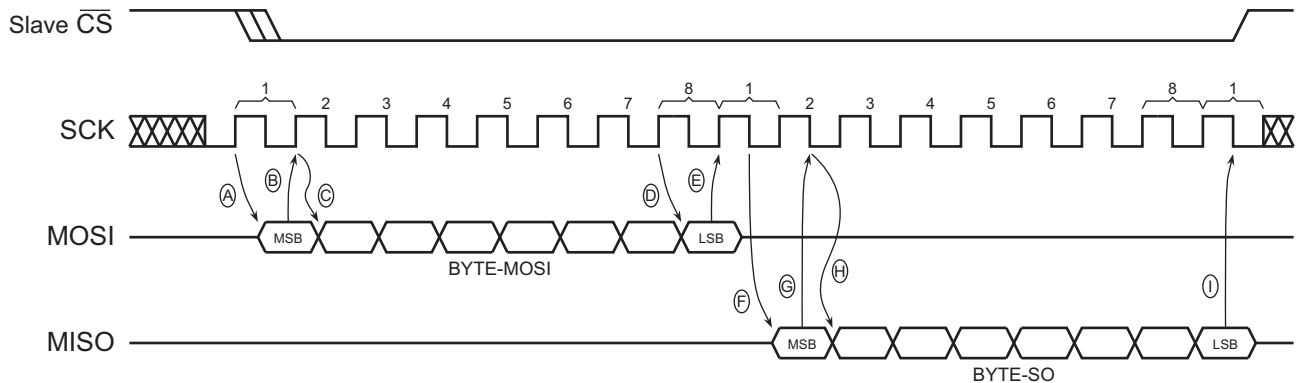 Slave CS
1 2 3 4 5 6 7 8 1 2 3 4 5 6 7 8 1
SCK
A B C D E
MOSI MSB LSB
BYTE-MOSI
F G H I
MISO MSB LSB
BYTE-SO